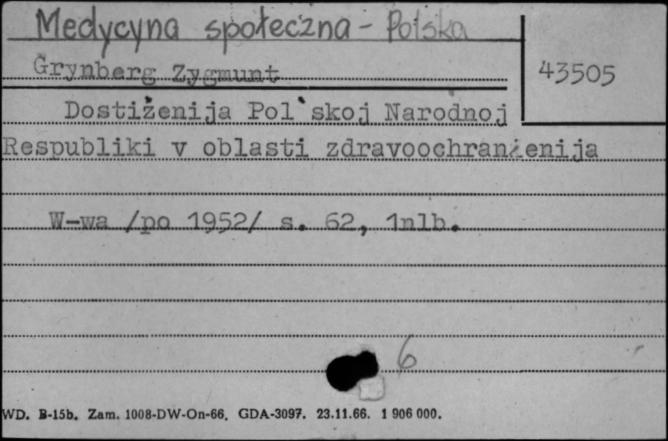 Medycyna społeczna - Polska
43505
Grynberg Zygmunt
Dostiženija Pol`skoj Narodnoj
Respubliki v oblasti zdravoochranienija
W-wa /po 1952/ s. 62, 1nlb.
6
WD. B-15b. Zam. 1008-DW-On-66. GDA-3097. 23.11.66. 1 906 000.